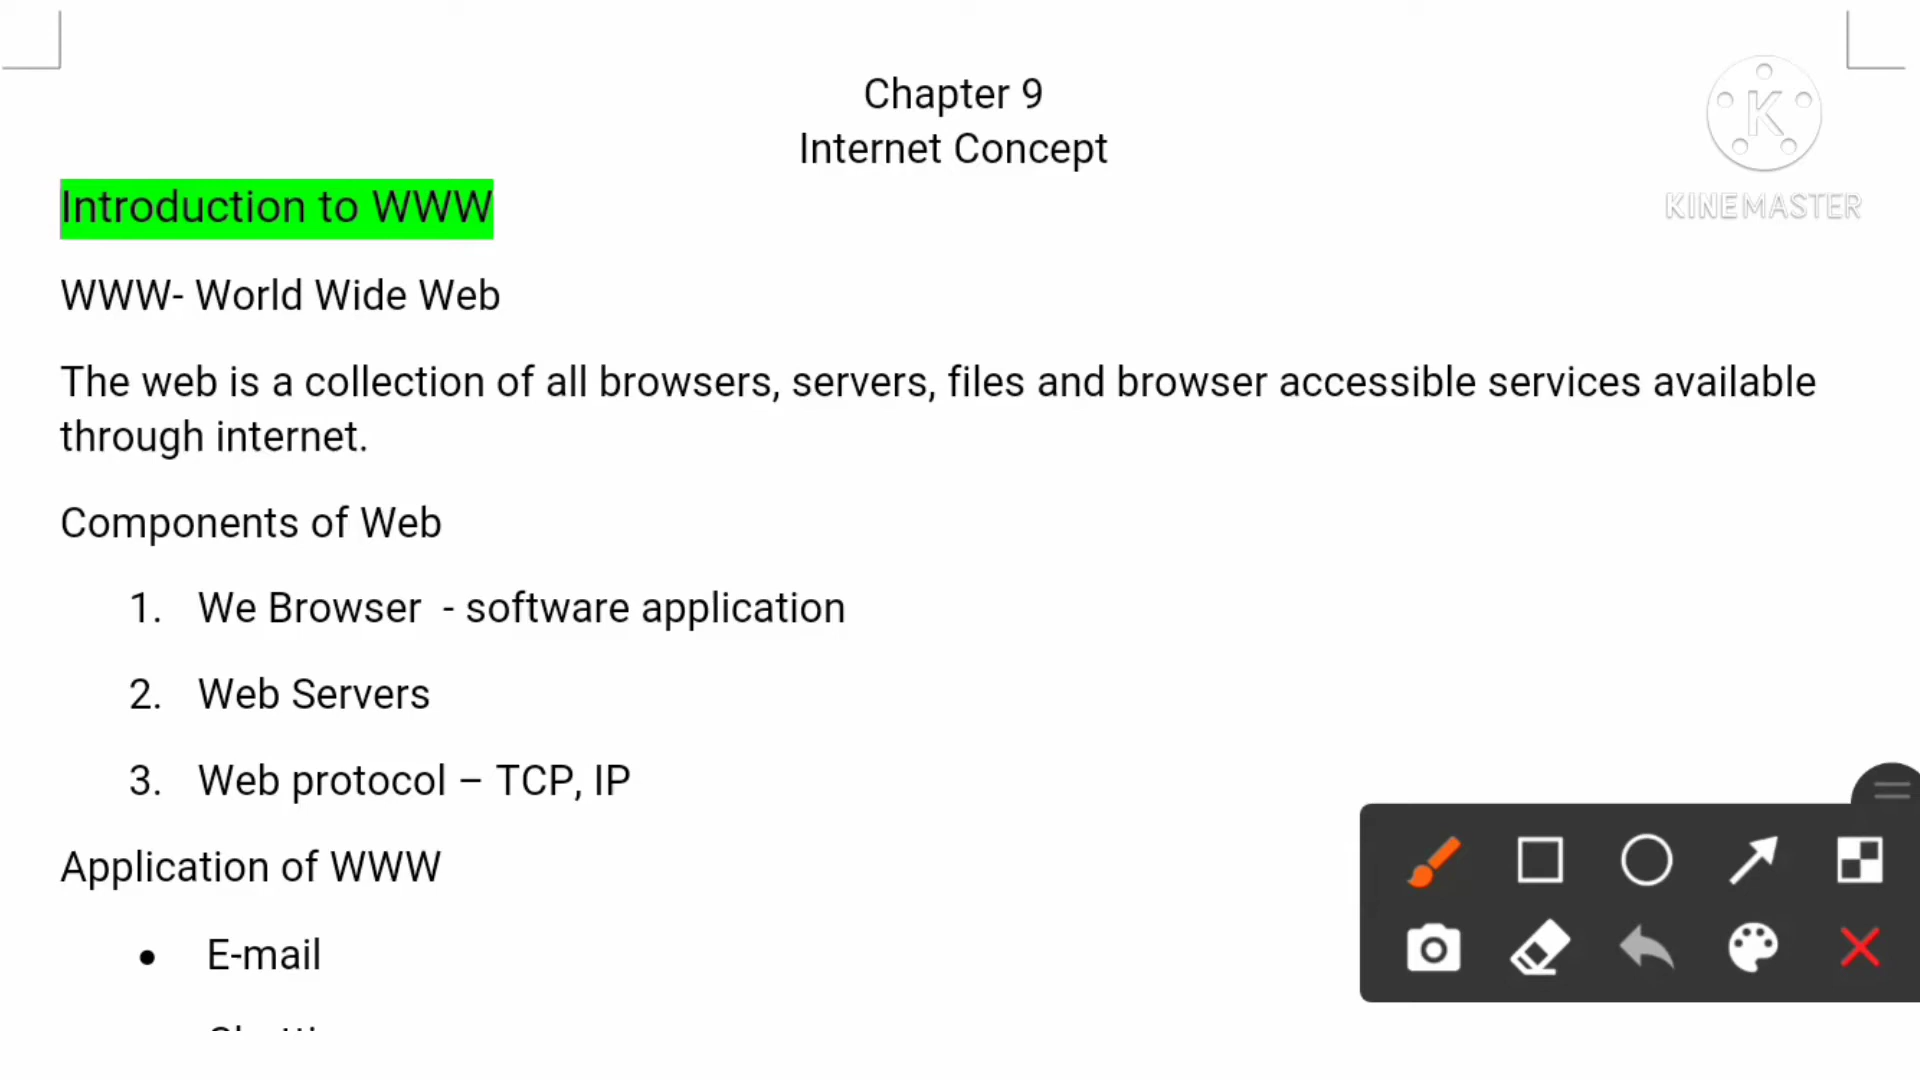 Chapter 9
Internet Concept
K
KINEMASTER
Introduction to WWW
WWW- World Wide Web
The web is a collection of all browsers, servers, files and browser accessible services available
through internet.
Components of Web
1. We Browser - software application
2. Web Servers
3. Web protocol – TCP, IP
Application of WWW
• E-mail